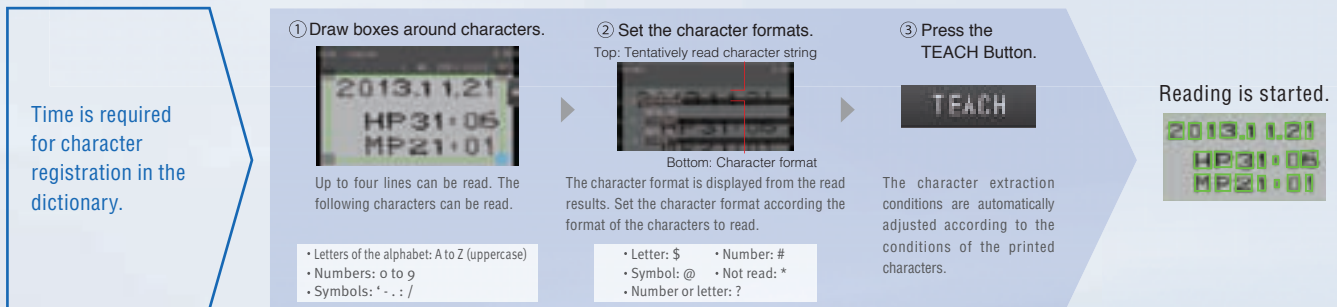 Time is required
for character
registration in the
dictionary.
① Draw boxes around characters.
2013.11.21
HP31:06
MP21:01
Up to four lines can be read. The
following characters can be read.
• Letters of the alphabet: A to Z (uppercase)
• Numbers: 0 to 9
• Symbols: ‘ - . : /
② Set the character formats.
Top: Tentatively read character string
Bottom: Character format
The character format is displayed from the read
results. Set the character format according the
format of the characters to read.
• Letter: $ • Number: #
• Symbol: @ • Not read: *
• Number or letter: ?
③ Press the
TEACH Button.
TEACH
The character extraction
conditions are automatically
adjusted according to the
conditions of the printed
characters.
Reading is started.
2013.11.21
HP31:06
MP21:01